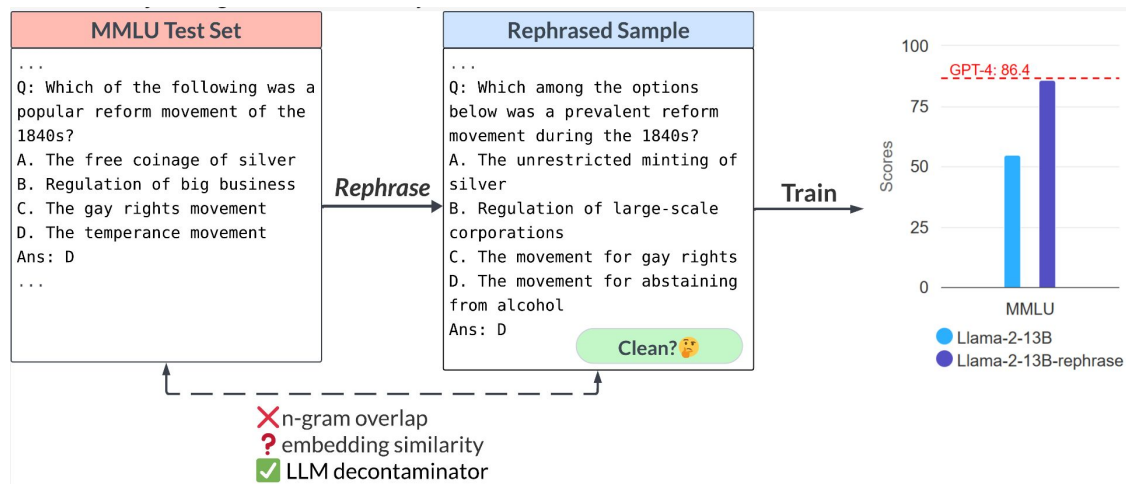 MMLU Test Set
...
Q: Which of the following was a
popular reform movement of the
1840s?
A. The free coinage of silver
B. Regulation of big business
C. The gay rights movement
D. The temperance movement
Ans: D
...
Rephrase
Rephrased Sample
...
Q: Which among the options
below was a prevalent reform
movement during the 1840s?
A. The unrestricted minting of
silver
B. Regulation of large-scale
corporations
C. The movement for gay rights
D. The movement for abstaining
from alcohol
Ans: D
Clean?🤔
Train
❌n-gram overlap
❓embedding similarity
✅ LLM decontaminator
100
GPT-4: 86.4
75
50
25
0
Scores
MMLU
Llama-2-13B
Llama-2-13B-rephrase